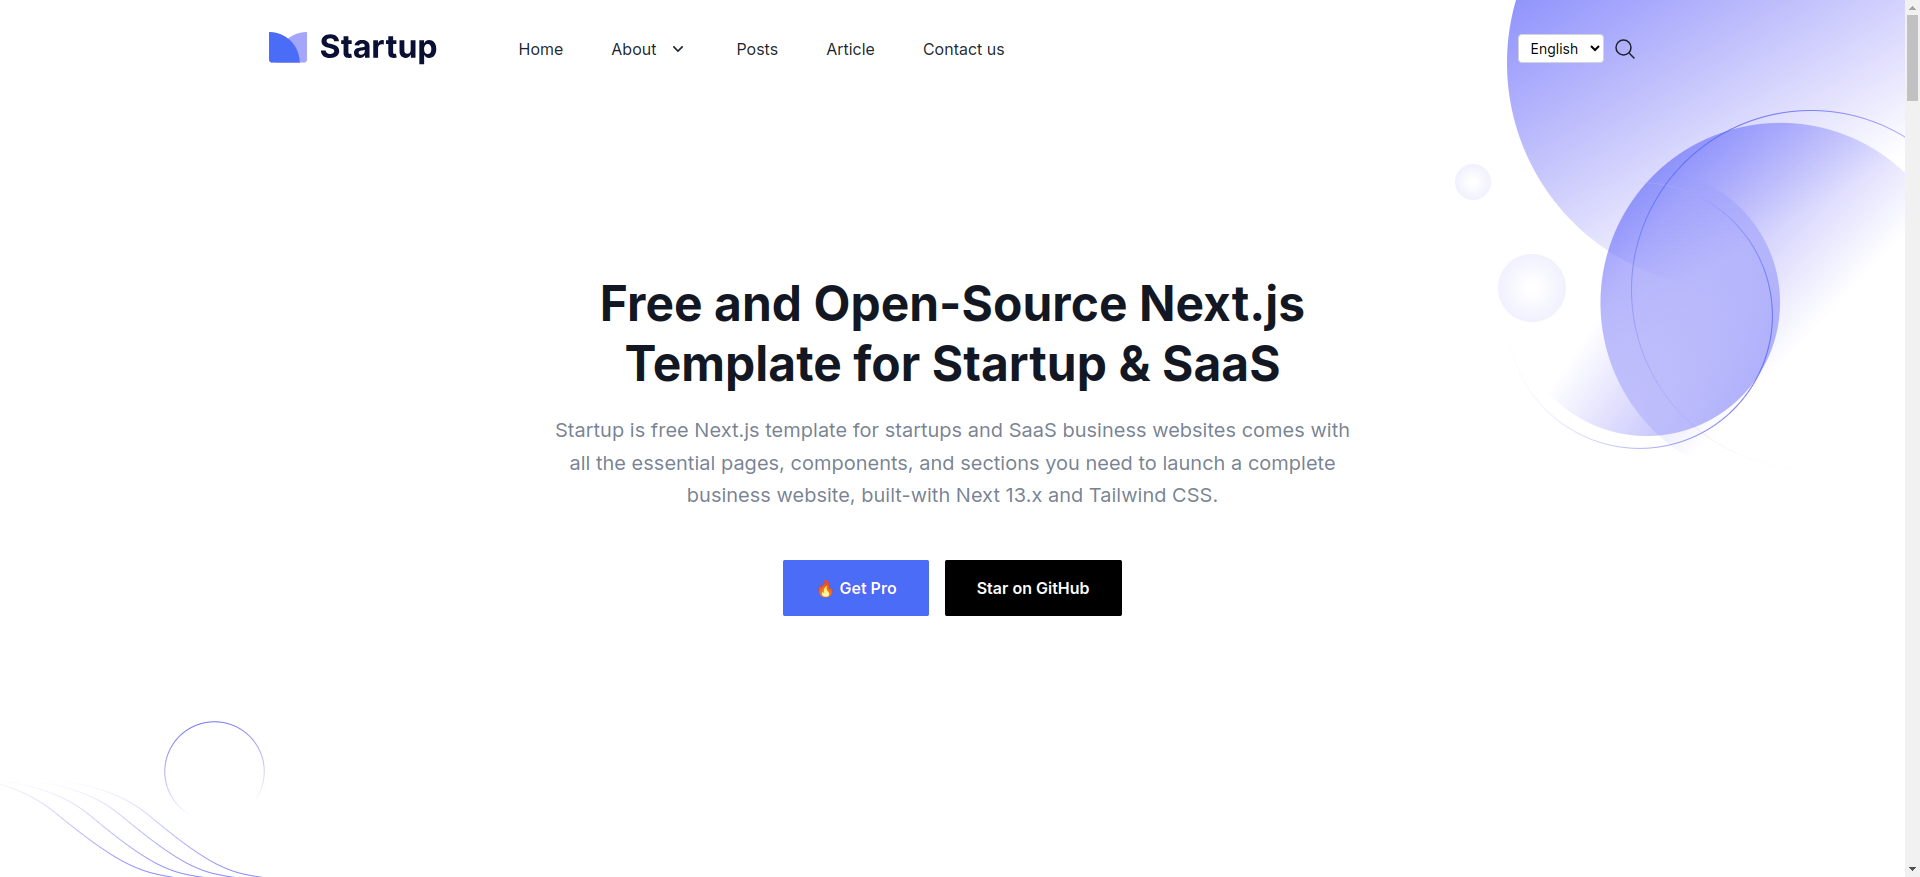 Startup
Home
About
Posts
Article
Contact us
English
Free and Open-Source Next.js
Template for Startup & SaaS
Startup is free Next.js template for startups and SaaS business websites comes with
all the essential pages, components, and sections you need to launch a complete
business website, built-with Next 13.x and Tailwind CSS.
🔥 Get Pro
Star on GitHub